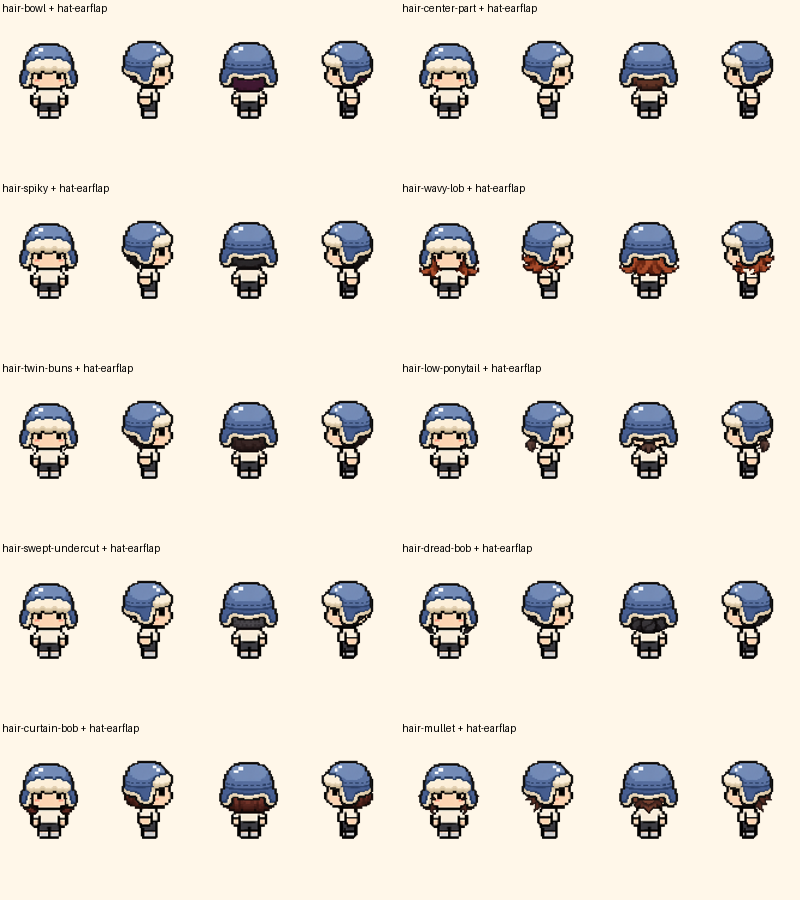 hair-bowl + hat-earflap
hair-center-part + hat-earflap
hair-spiky + hat-earflap
hair-wavy-lob + hat-earflap
hair-twin-buns + hat-earflap
hair-low-ponytail + hat-earflap
hair-swept-undercut + hat-earflap
hair-dread-bob + hat-earflap
hair-curtain-bob + hat-earflap
hair-mullet + hat-earflap